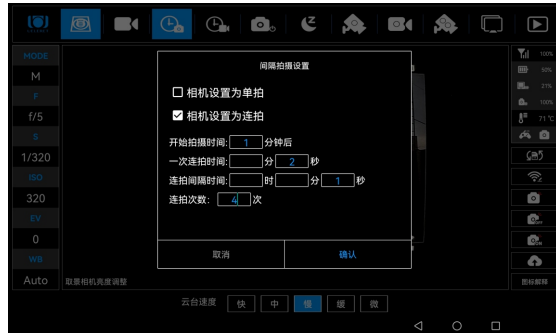 MODE
M
F
f/5
S
1/320
ISO
320
EV
0
WB
Auto
间隔拍摄设置
相机设置为单拍
相机设置为连拍
开始拍摄时间: 1 分钟后
一次连拍时间: 分 2 秒
连拍间隔时间: 时 分 1 秒
连拍次数: 4 次
取消 确认
100%
50%
21%
100%
71 ℃
取景相机亮度调整
图标解释
云台速度 快 中 慢 缓 微